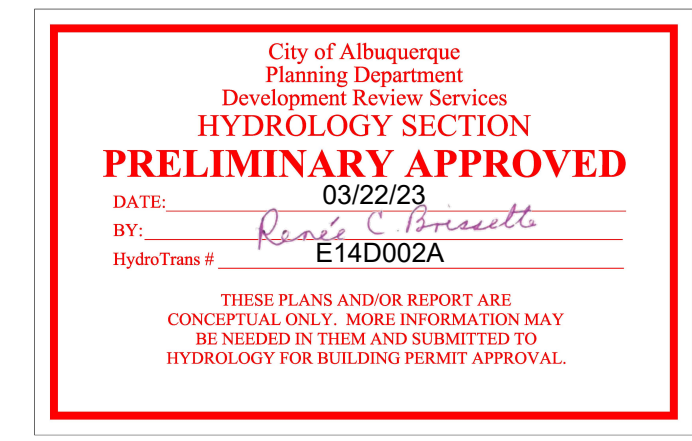 City of Albuquerque
Planning Department
Development Review Services
HYDROLOGY SECTION
PRELIMINARY APPROVED
DATE: 03/22/23
BY: Renée C. Brissette
HydroTrans # E14D002A
THESE PLANS AND/OR REPORT ARE
CONCEPTUAL ONLY. MORE INFORMATION MAY
BE NEEDED IN THEM AND SUBMITTED TO
HYDROLOGY FOR BUILDING PERMIT APPROVAL.